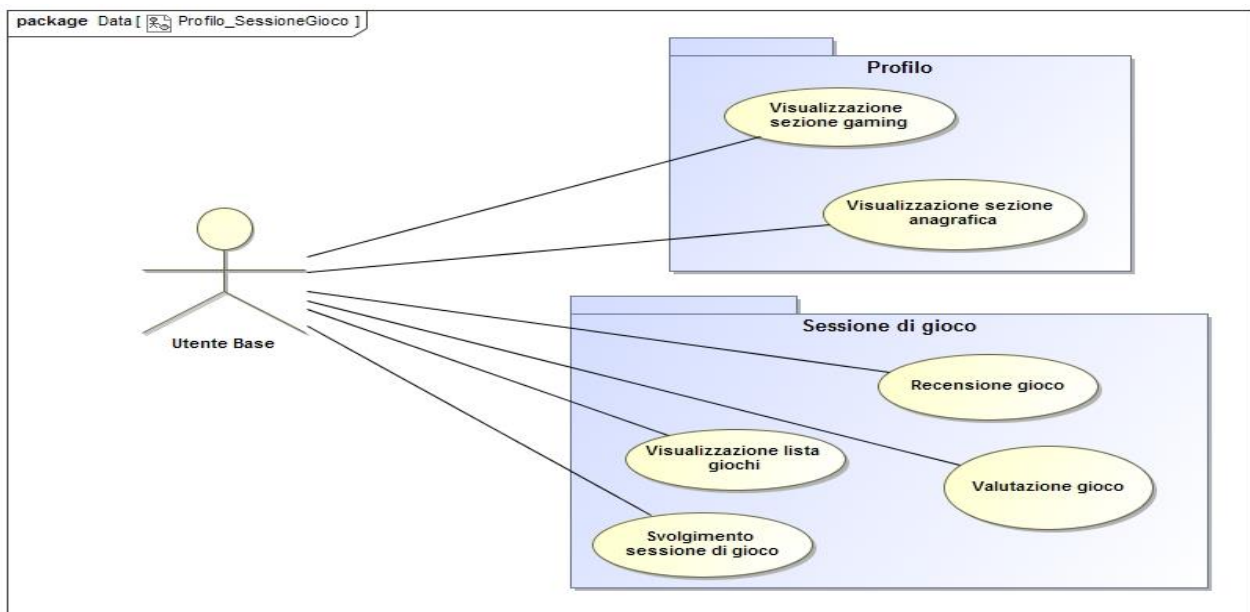 package Data [ Profilo_SessioneGioco ]
Profilo
Visualizzazione
sezione gaming
Visualizzazione sezione
anagrafica
Utente Base
Sessione di gioco
Recensione gioco
Visualizzazione lista
giochi
Valutazione gioco
Svolgimento
sessione di gioco